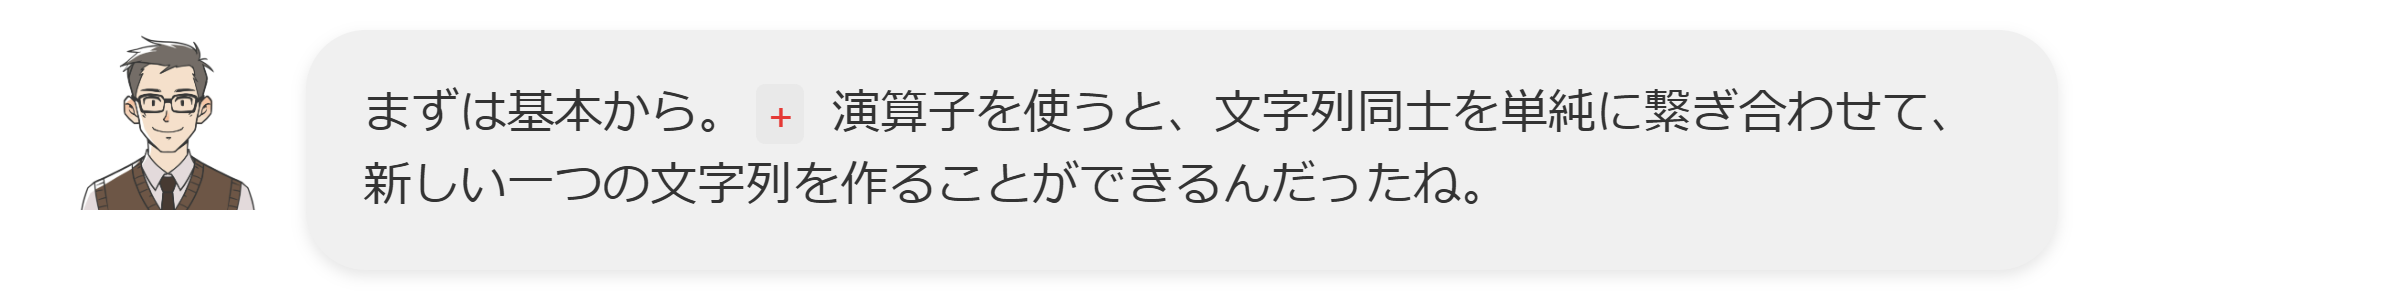 まずは基本から。 + 演算子を使うと、文字列同士を単純に繋ぎ合わせて、
新しい一つの文字列を作ることができるんだったね。